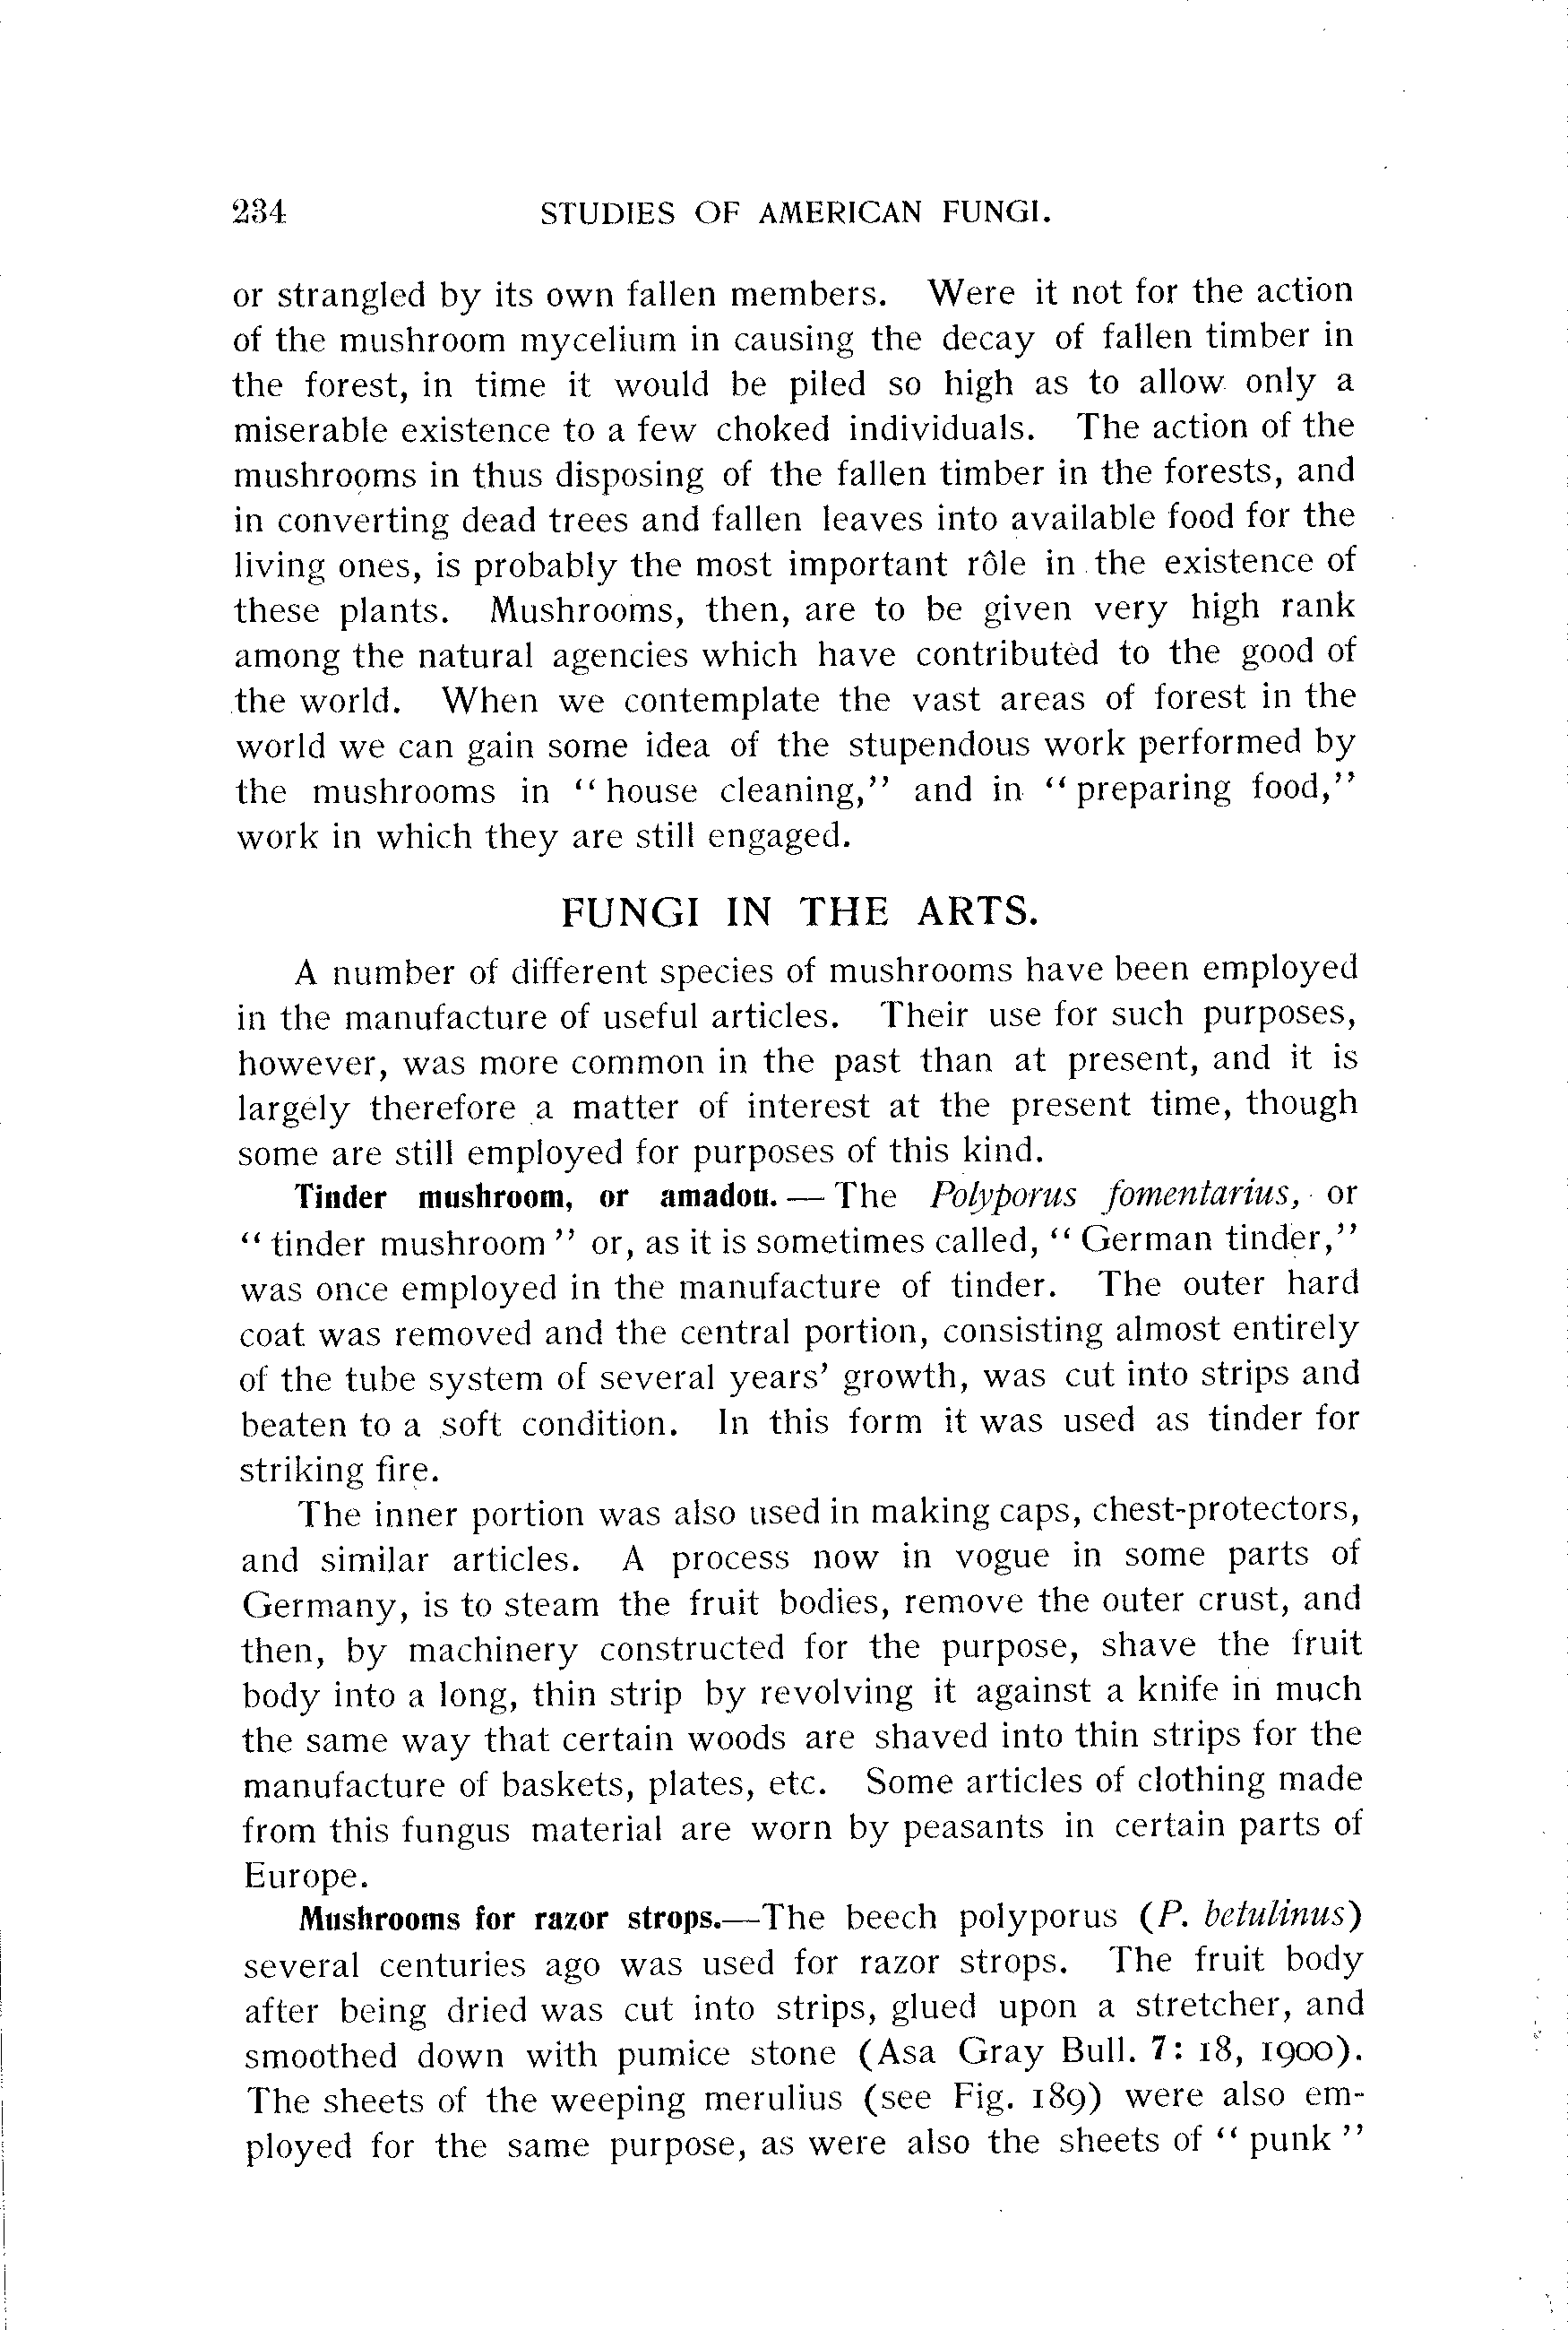 234 STUDIES OF AMERICAN FUNGI.
or strangled by its own fallen members. Were it not for the action
of the mushroom mycelium in causing the decay of fallen timber in
the forest, in time it would be piled so high as to allow only a
miserable existence to a few choked individuals. The action of the
mushrooms in thus disposing of the fallen timber in the forests, and
in converting dead trees and fallen leaves into available food for the
living ones, is probably the most important rôle in the existence of
these plants. Mushrooms, then, are to be given very high rank
among the natural agencies which have contributed to the good of
the world. When we contemplate the vast areas of forest in the
world we can gain some idea of the stupendous work performed by
the mushrooms in “house cleaning,” and in “preparing food,”
work in which they are still engaged.
FUNGI IN THE ARTS.
A number of different species of mushrooms have been employed
in the manufacture of useful articles. Their use for such purposes,
however, was more common in the past than at present, and it is
largely therefore a matter of interest at the present time, though
some are still employed for purposes of this kind.
Tinder mushroom, or amadou. — The Polyporus fomentarius, or
“tinder mushroom” or, as it is sometimes called, “German tinder,”
was once employed in the manufacture of tinder. The outer hard
coat was removed and the central portion, consisting almost entirely
of the tube system of several years’ growth, was cut into strips and
beaten to a soft condition. In this form it was used as tinder for
striking fire.
The inner portion was also used in making caps, chest-protectors,
and similar articles. A process now in vogue in some parts of
Germany, is to steam the fruit bodies, remove the outer crust, and
then, by machinery constructed for the purpose, shave the fruit
body into a long, thin strip by revolving it against a knife in much
the same way that certain woods are shaved into thin strips for the
manufacture of baskets, plates, etc. Some articles of clothing made
from this fungus material are worn by peasants in certain parts of
Europe.
Mushrooms for razor strops.—The beech polyporus (P. betulinus)
several centuries ago was used for razor strops. The fruit body
after being dried was cut into strips, glued upon a stretcher, and
smoothed down with pumice stone (Asa Gray Bull. 7: 18, 1900).
The sheets of the weeping merulius (see Fig. 189) were also em-
ployed for the same purpose, as were also the sheets of “punk”